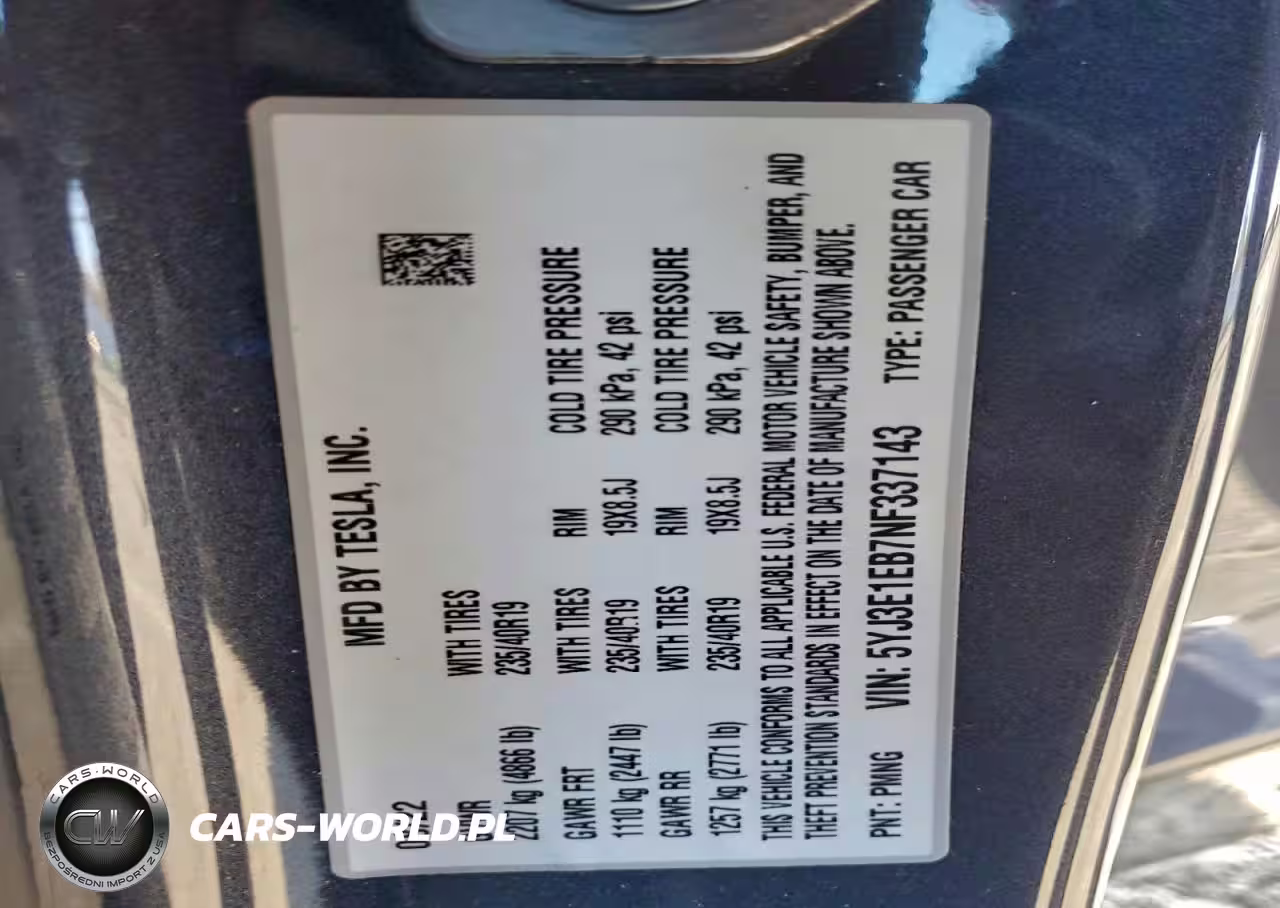 MFD BY TESLA, INC.
WITH TIRES
2207 kg (4866 lb) 235/40R19
GAWR FRT WITH TIRES RIM COLD TIRE PRESSURE
1110 kg (2447 lb) 235/40R19 19X8.5J 290 kPa, 42 psi
GAWR RR WITH TIRES RIM COLD TIRE PRESSURE
1257 kg (2771 lb) 235/40R19 19X8.5J 290 kPa, 42 psi
THIS VEHICLE CONFORMS TO ALL APPLICABLE U.S. FEDERAL MOTOR VEHICLE SAFETY, BUMPER, AND
THEFT PREVENTION STANDARDS IN EFFECT ON THE DATE OF MANUFACTURE SHOWN ABOVE.
PNT: PMNG VIN: 5YJ3E1EB7NF337143 TYPE: PASSENGER CAR
CARS-WORLD
CW
BEZPOŚREDNI IMPORT Z USA
CARS-WORLD.PL